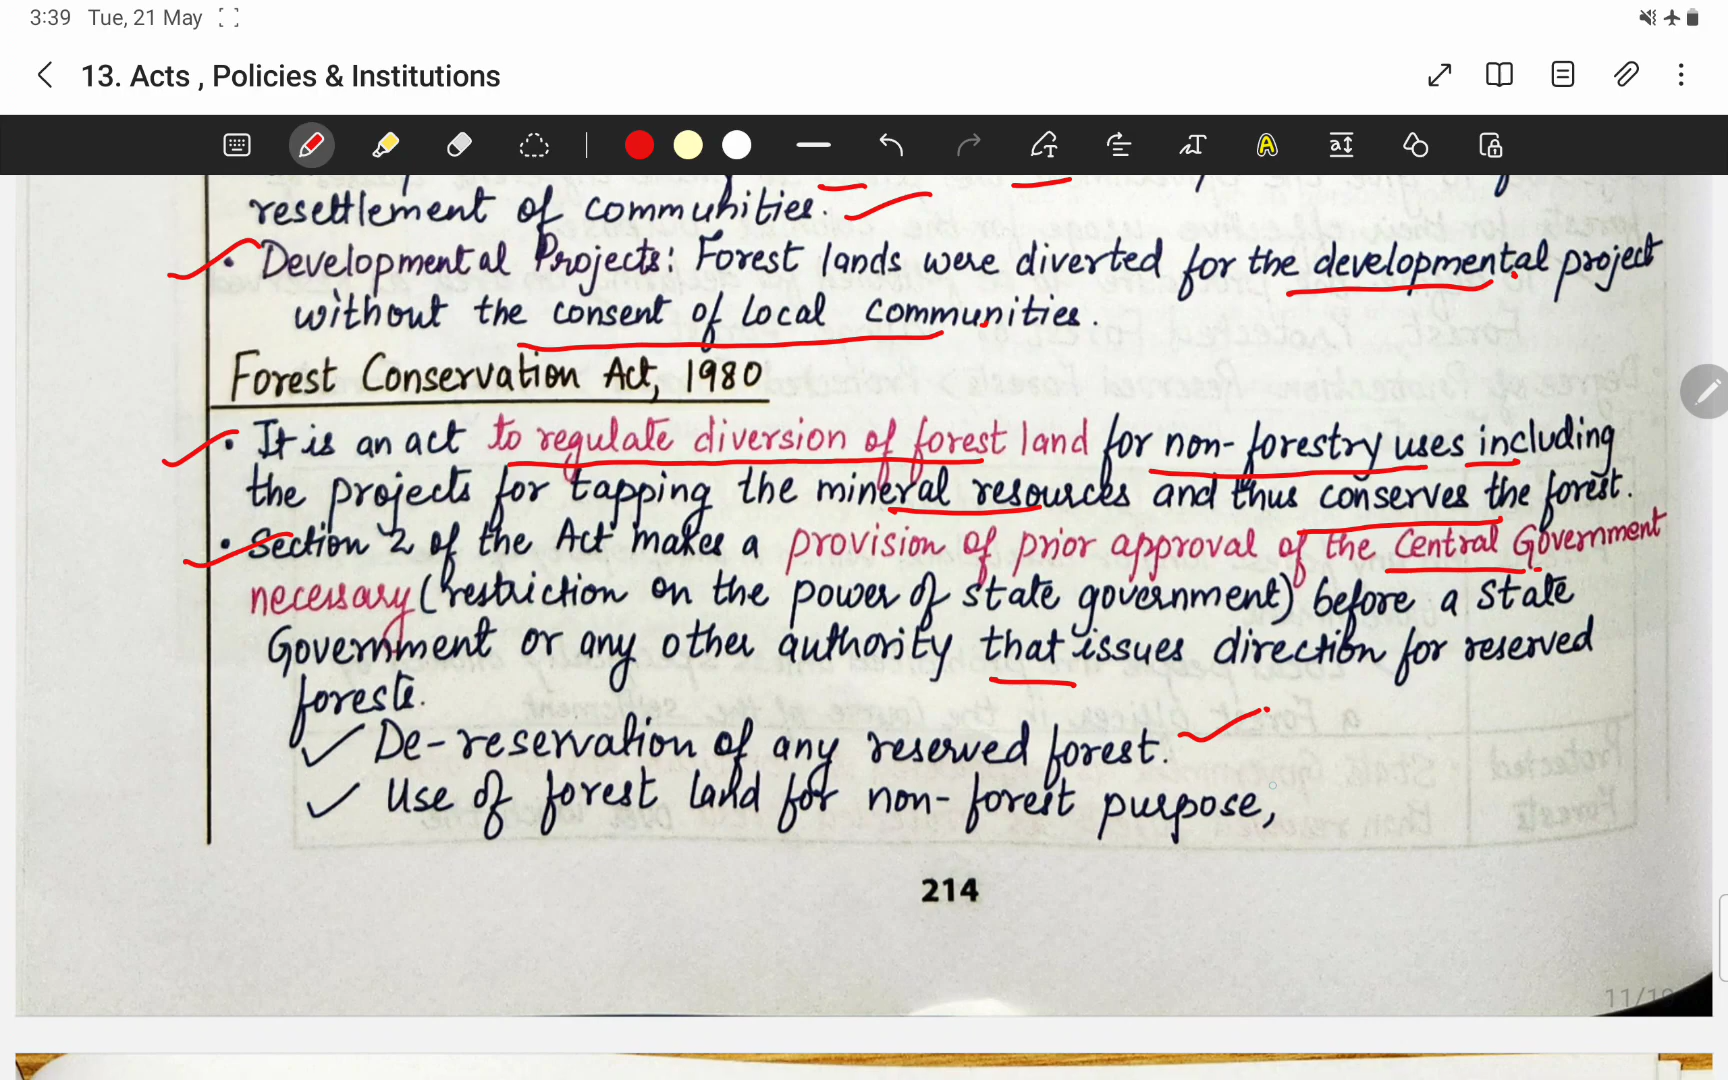 3:39 Tue, 21 May
13. Acts , Policies & Institutions
resettlement of communities.
• Developmental Projects: Forest lands were diverted for the developmental project
without the consent of local communities.
Forest Conservation Act, 1980
• It is an act to regulate diversion of forest land for non-forestry uses including
the projects for tapping the mineral resources and thus conserves the forest.
• Section 2 of the Act makes a provision of prior approval of the Central Government
necessary (restriction on the power of state government) before a State
Government or any other authority that issues direction for reserved
forests.
✓ De-reservation of any reserved forest.
✓ Use of forest land for non-forest purpose,
214